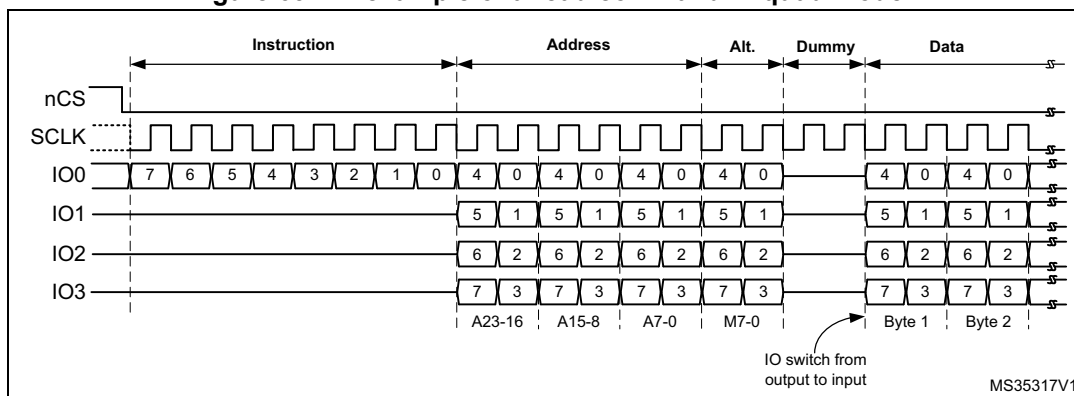 Instruction Address Alt. Dummy Data
nCS
SCLK
IO0 7 6 5 4 3 2 1 0 4 0 4 0 4 0 4 0 4 0 4 0
IO1 5 1 5 1 5 1 5 1 5 1 5 1
IO2 6 2 6 2 6 2 6 2 6 2 6 2
IO3 7 3 7 3 7 3 7 3 7 3 7 3
A23-16 A15-8 A7-0 M7-0 Byte 1 Byte 2
IO switch from
output to input
MS35317V1